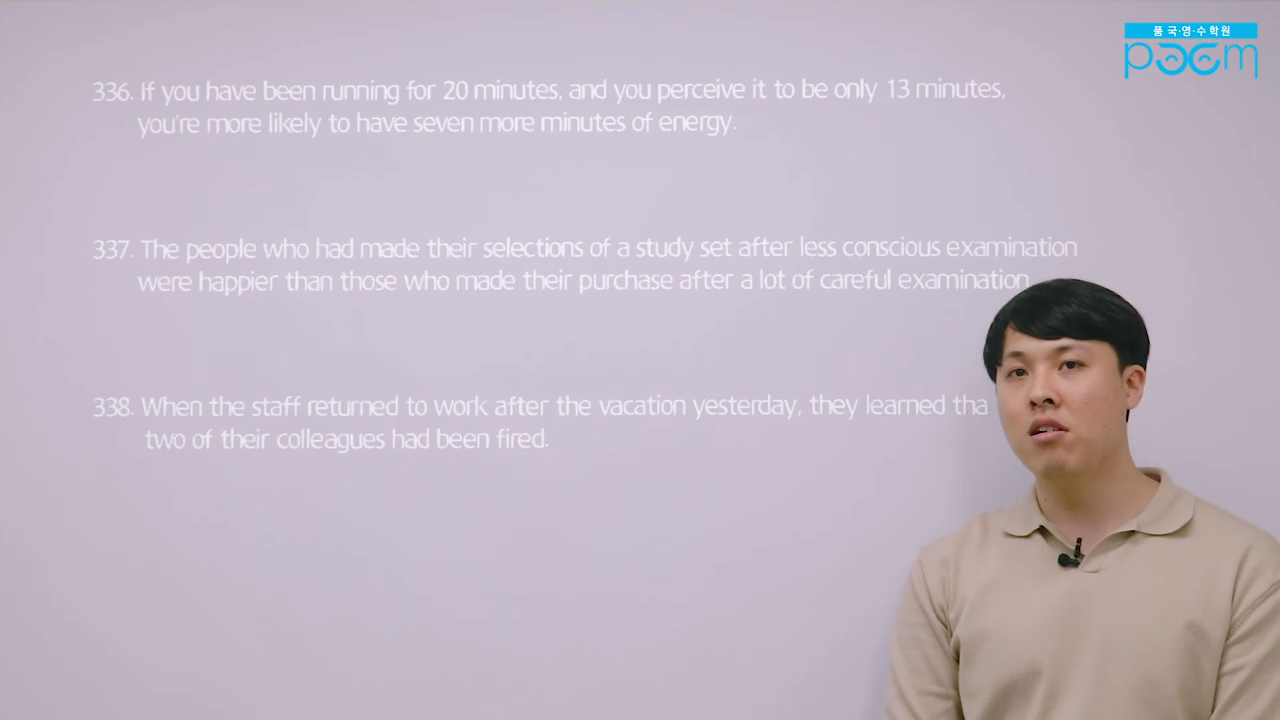 품 국·영·수 학원
poem
336. If you have been running for 20 minutes, and you perceive it to be only 13 minutes,
you're more likely to have seven more minutes of energy.
337. The people who had made their selections of a study set after less conscious examination
were happier than those who made their purchase after a lot of careful examination
338. When the staff returned to work after the vacation yesterday, they learned tha
two of their colleagues had been fired.